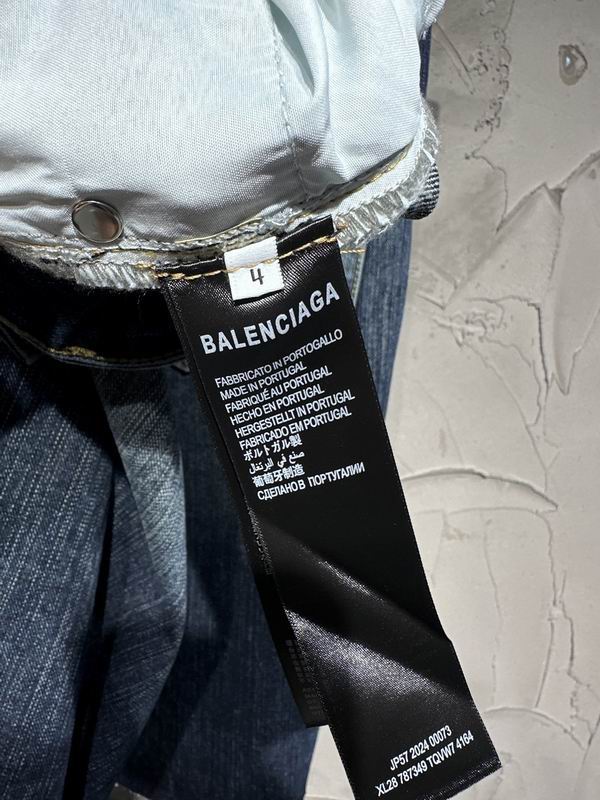 4
BALENCIAGA
FABBRICATO IN PORTOGALLO
MADE IN PORTUGAL
FABRIQUÉ AU PORTUGAL
HECHO EN PORTUGAL
HERGESTELLT IN PORTUGAL
FABRICADO EM PORTUGAL
ポルトガル製
صنع في البرتغال
葡萄牙制造
СДЕЛАНО В ПОРТУГАЛИИ
JP57 2024 00073
XL28 787349 TQVW7 4164